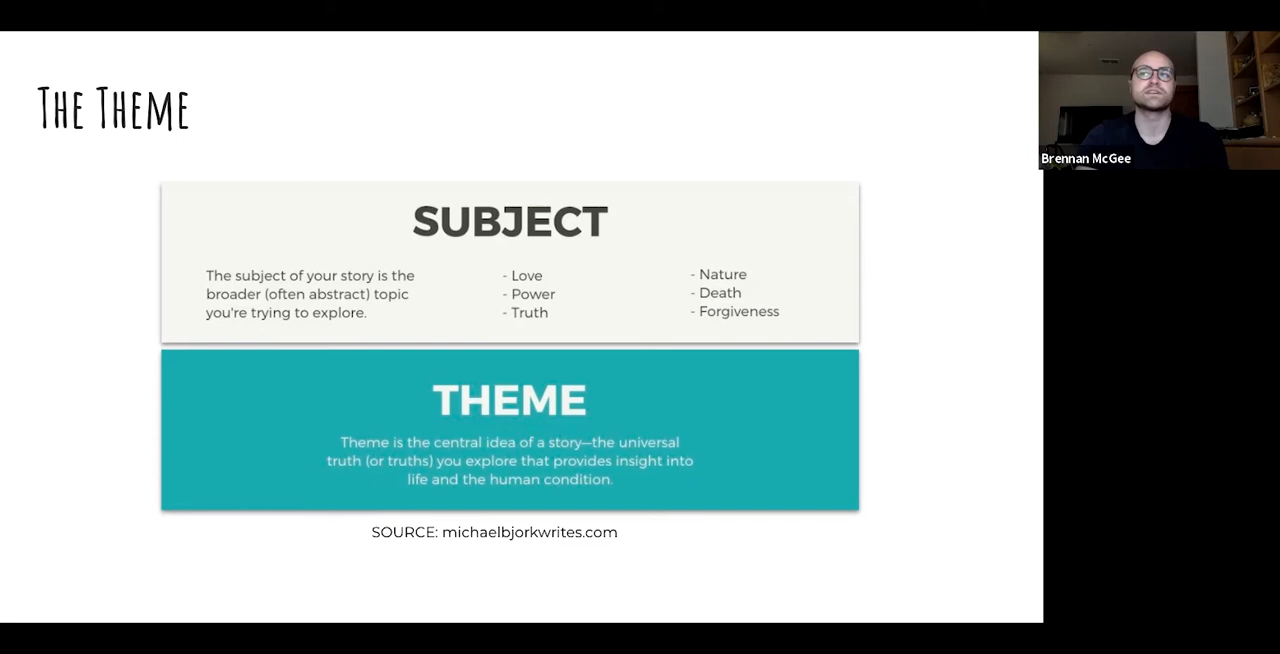 THE THEME
SUBJECT
The subject of your story is the
broader (often abstract) topic
you're trying to explore.
- Love
- Power
- Truth
- Nature
- Death
- Forgiveness
THEME
Theme is the central idea of a story—the universal
truth (or truths) you explore that provides insight into
life and the human condition.
SOURCE: michaelbjorkwrites.com
Brennan McGee